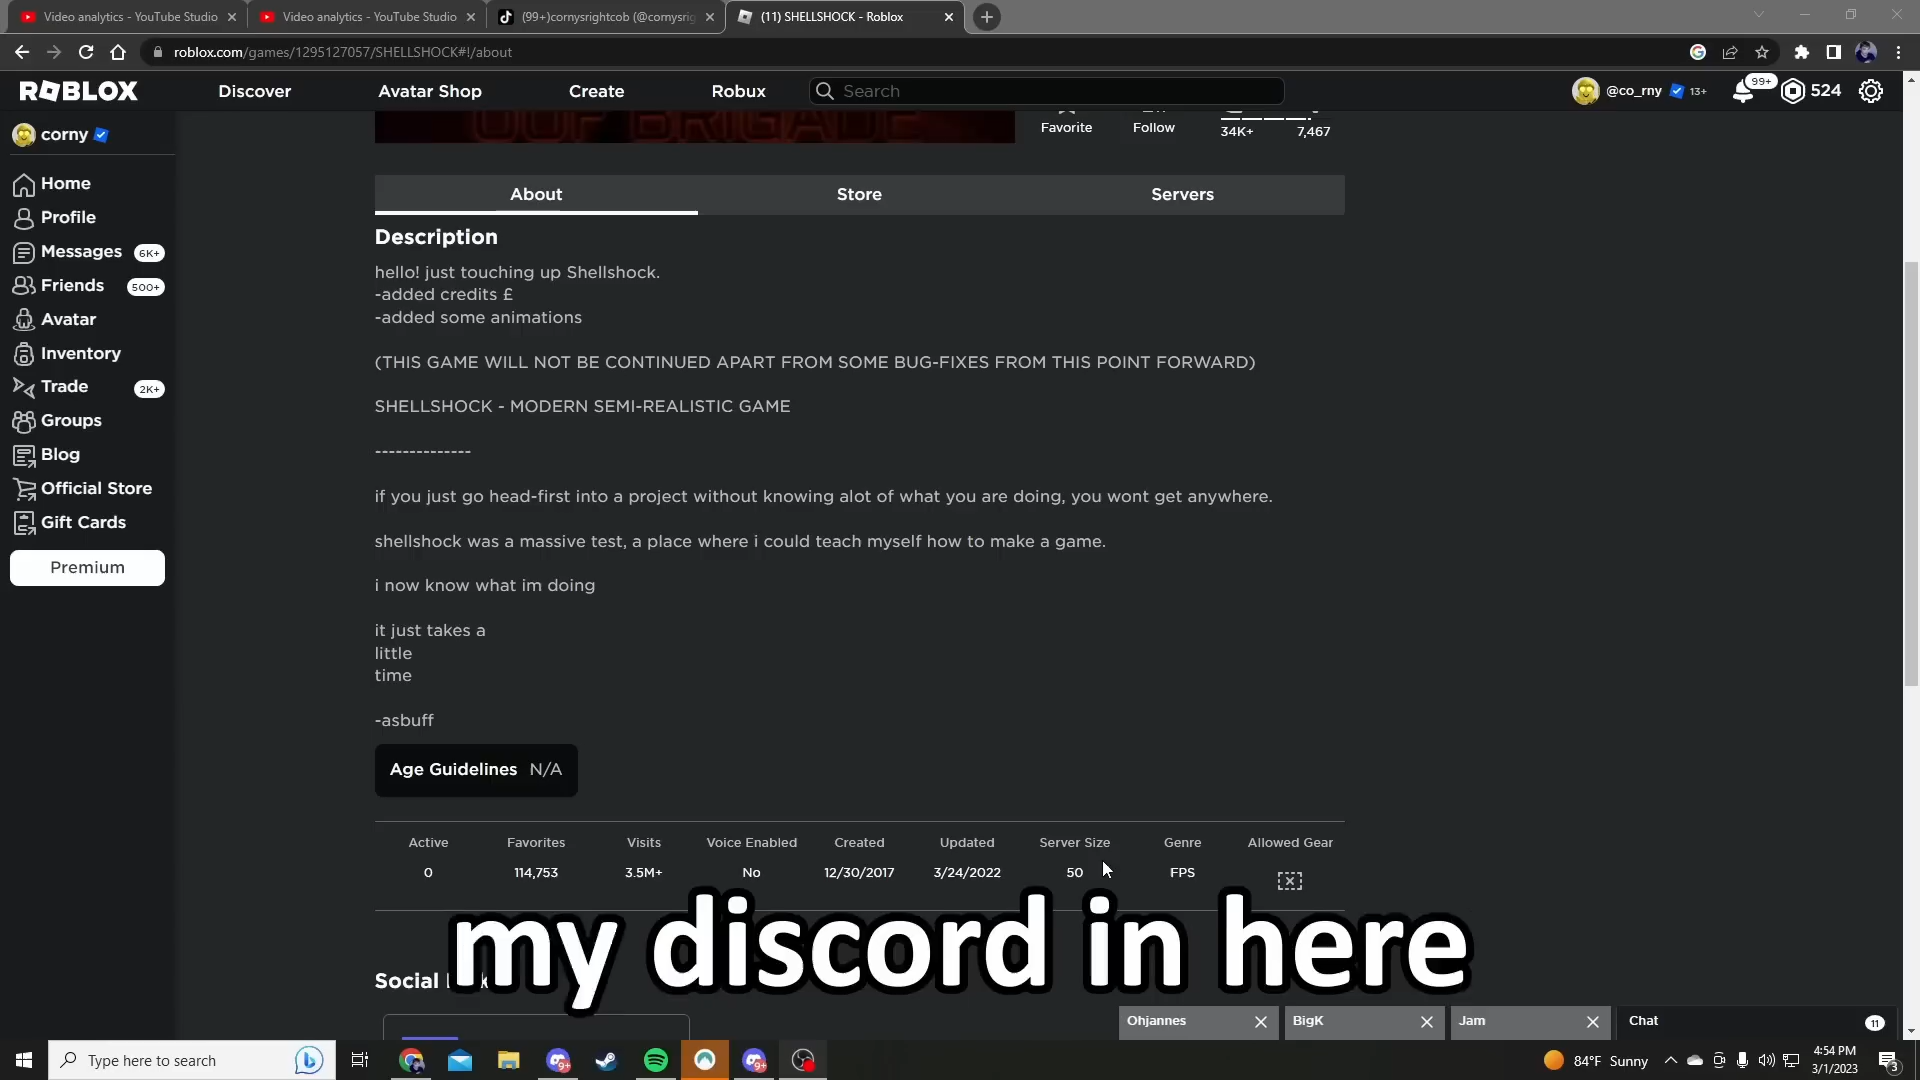 Video analytics - YouTube Studio
Video analytics - YouTube Studio
(99+)cornysrightcob (@cornysrig
(11) SHELLSHOCK - Roblox
roblox.com/games/1295127057/SHELLSHOCK#!/about
ROBLOX
Discover
Avatar Shop
Create
Robux
Search
@co_rny
13+
99+
524
corny
Home
Profile
Messages 6K+
Friends 500+
Avatar
Inventory
Trade 2K+
Groups
Blog
Official Store
Gift Cards
Premium
OOF BRIGADE
Favorite
Follow
34K+
7,467
About
Store
Servers
Description
hello! just touching up Shellshock.
-added credits £
-added some animations
(THIS GAME WILL NOT BE CONTINUED APART FROM SOME BUG-FIXES FROM THIS POINT FORWARD)
SHELLSHOCK - MODERN SEMI-REALISTIC GAME
--------------
if you just go head-first into a project without knowing alot of what you are doing, you wont get anywhere.
shellshock was a massive test, a place where i could teach myself how to make a game.
i now know what im doing
it just takes a
little
time
-asbuff
Age Guidelines N/A
Active Favorites Visits Voice Enabled Created Updated Server Size Genre Allowed Gear
0 114,753 3.5M+ No 12/30/2017 3/24/2022 50 FPS
my discord in here
Social
Ohjannes
BigK
Jam
Chat
11
Type here to search
9+
9+
84°F Sunny
4:54 PM
3/1/2023
3